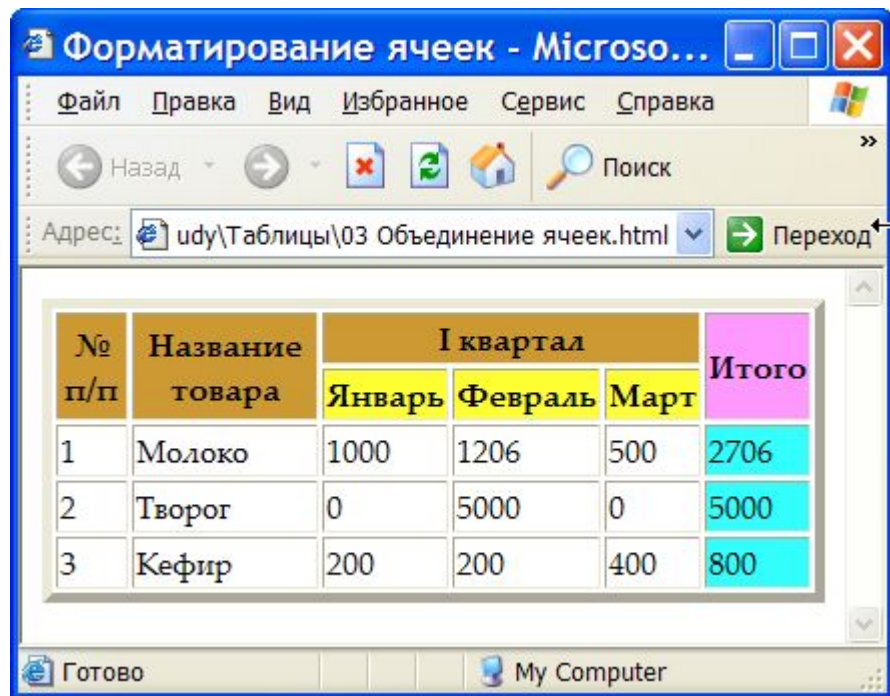 Форматирование ячеек - Microso...
Файл Правка Вид Избранное Сервис Справка
Назад Поиск »
Адрес: udy\Таблицы\03 Объединение ячеек.html Переход
№ п/п Название товара I квартал Итого
Январь Февраль Март
1 Молоко 1000 1206 500 2706
2 Творог 0 5000 0 5000
3 Кефир 200 200 400 800
Готово My Computer